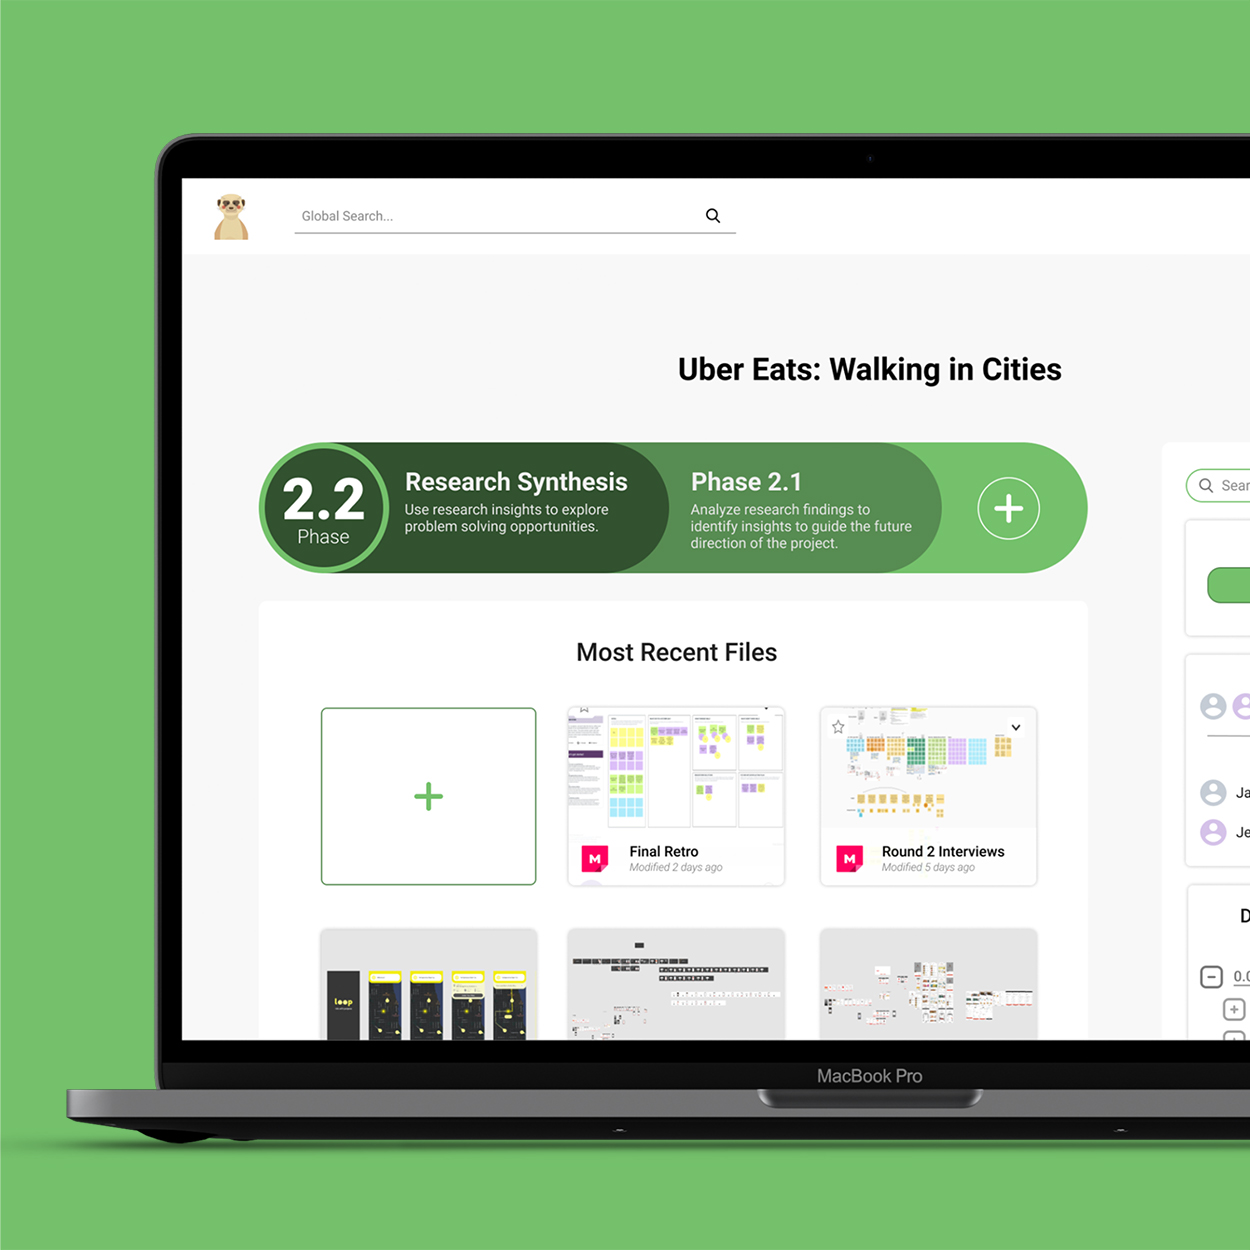 Global Search...
Uber Eats: Walking in Cities
2.2
Phase
Research Synthesis
Use research insights to explore
problem solving opportunities.
Phase 2.1
Analyze research findings to
identify insights to guide the future
direction of the project.
Sear
Most Recent Files
M
Final Retro
Modified 2 days ago
M
Round 2 Interviews
Modified 5 days ago
Ja
Je
D
0.0
loop
MacBook Pro